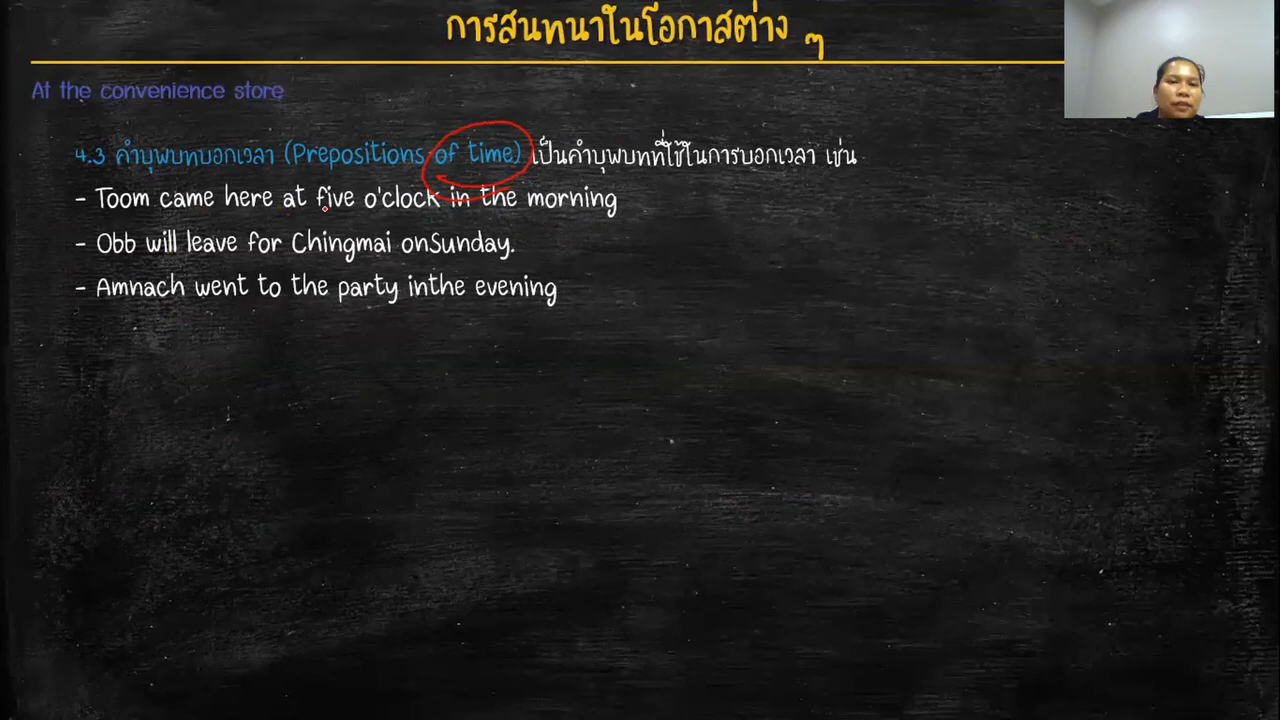 การสนทนาในโอกาสต่าง ๆ
At the convenience store
4.3 คำบุพบทบอกเวลา (Prepositions of time) เป็นคำบุพบทที่ใช้ในการบอกเวลา เช่น
- Toom came here at five o'clock in the morning
- Obb will leave for Chingmai onSunday.
- Amnach went to the party inthe evening